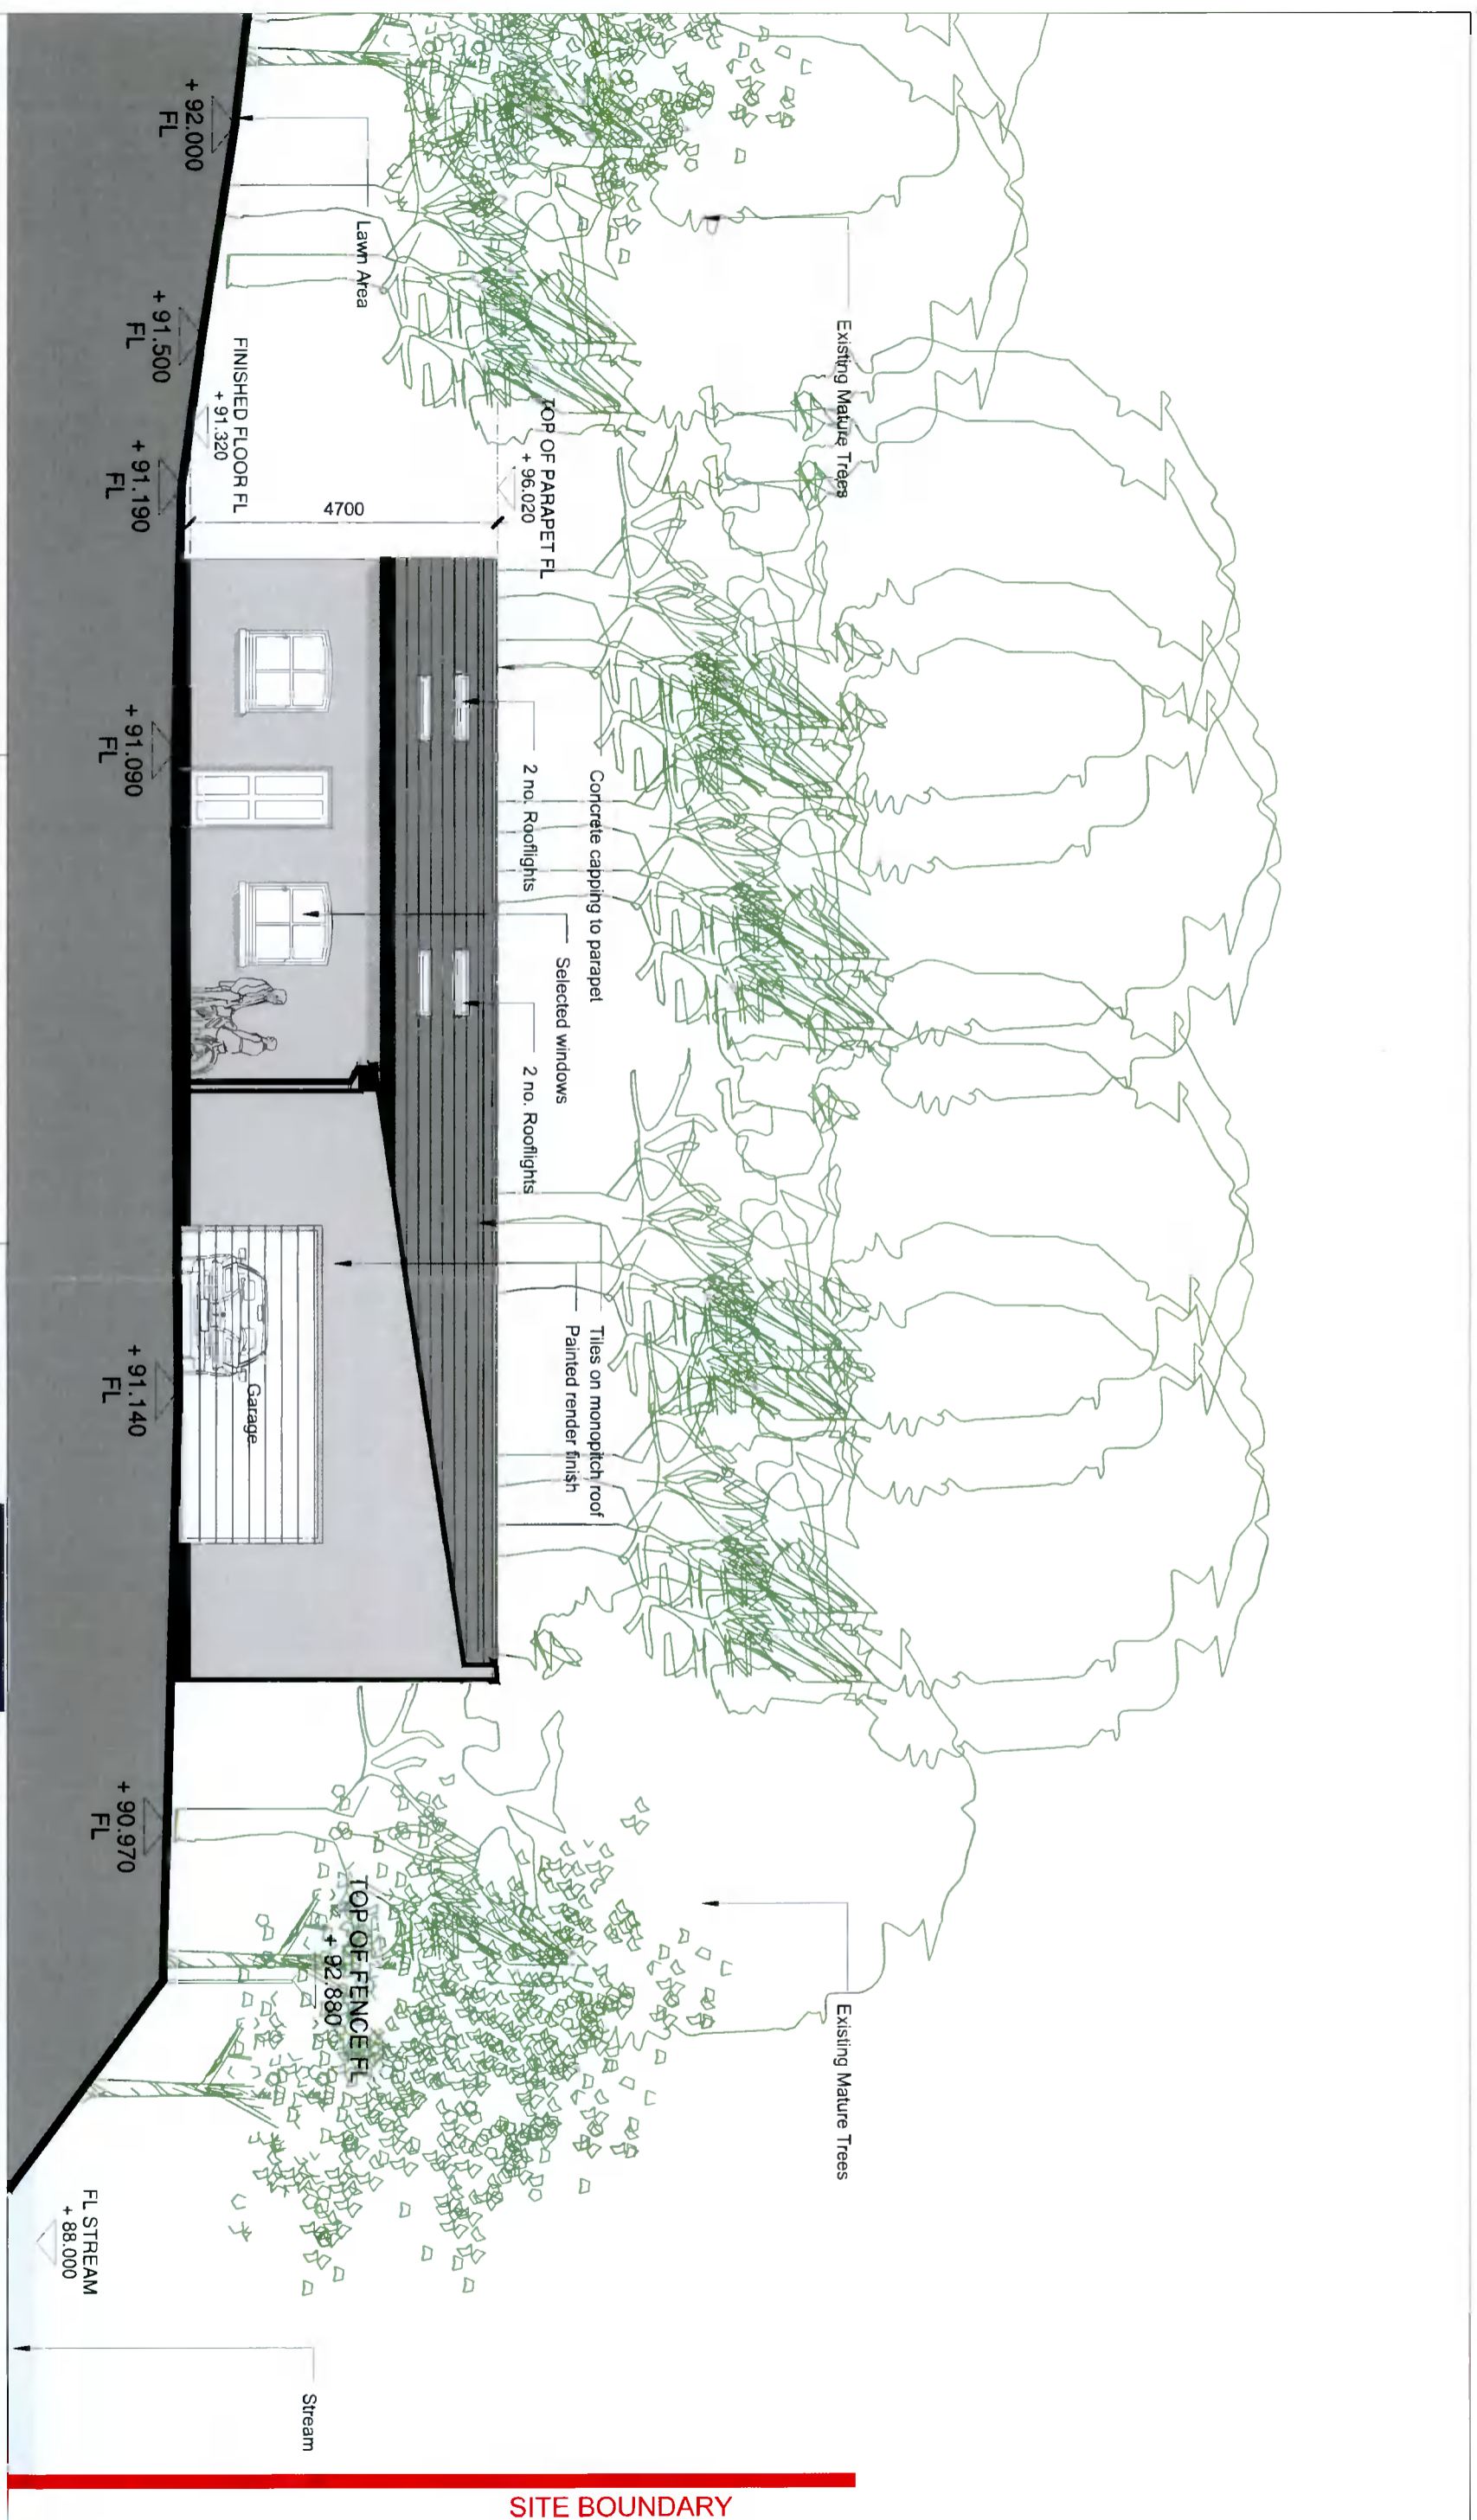 Existing Mature Trees
Existing Mature Trees
TOP OF PARAPET FL
+ 96.020
Concrete capping to parapet
2 no. Rooflights
Selected windows
2 no. Rooflights
Tiles on monopitch roof
Painted render finish
Lawn Area
4700
TOP OF FENCE FL
+ 92.880
FINISHED FLOOR FL
+ 91.320
Garage
Stream
+ 92.000
FL
+ 91.500
FL
+ 91.190
FL
+ 91.090
FL
+ 91.140
FL
+ 90.970
FL
FL STREAM
+ 88.000
SITE BOUNDARY